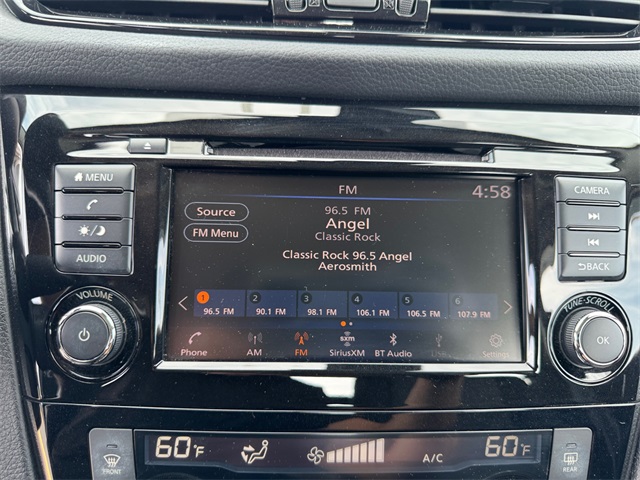 FM 4:58
MENU
CAMERA
Source
96.5 FM
Angel
FM Menu
Classic Rock
Classic Rock 96.5 Angel
Aerosmith
AUDIO
BACK
VOLUME
TUNE·SCROLL
1 2 3 4 5 6
96.5 FM 90.1 FM 98.1 FM 106.1 FM 106.5 FM 107.9 FM
OK
sxm
Phone AM FM SiriusXM BT Audio Settings
60°F A/C 60°F
FRONT
REAR